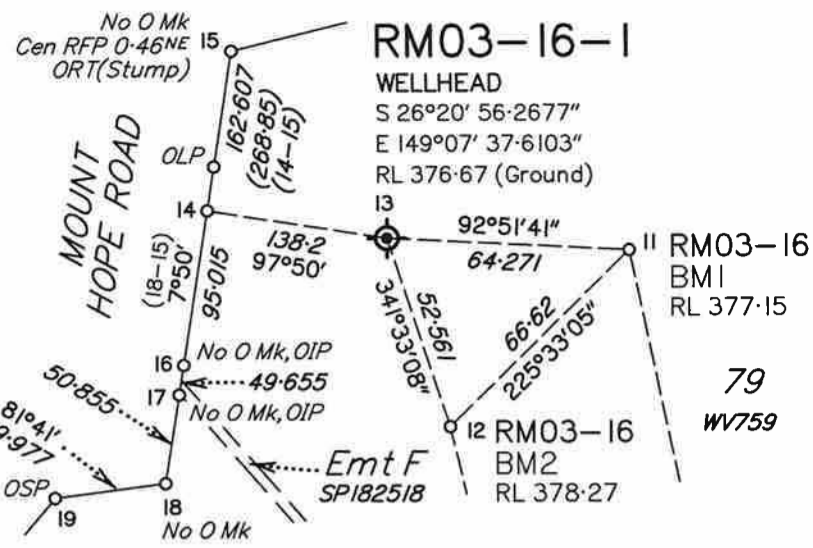 No O Mk
Cen RFP 0·46NE
ORT(Stump)
15
RM03-16-1
WELLHEAD
S 26°20' 56·2677"
E 149°07' 37·6103"
RL 376·67 (Ground)
MOUNT
HOPE ROAD
OLP
162·607
(268·85)
(14-15)
14
13
138·2
97°50'
92°51'41"
64·271
11 RM03-16
BM1
RL 377·15
(18-15)
7°50'
95·015
52·561
341°33'08"
66·62
225°33'05"
79
WV759
16
No O Mk, OIP
49·655
17
No O Mk, OIP
50·855
81°41'
9·977
12 RM03-16
BM2
RL 378·27
Emt F
SP182518
OSP
19
18
No O Mk